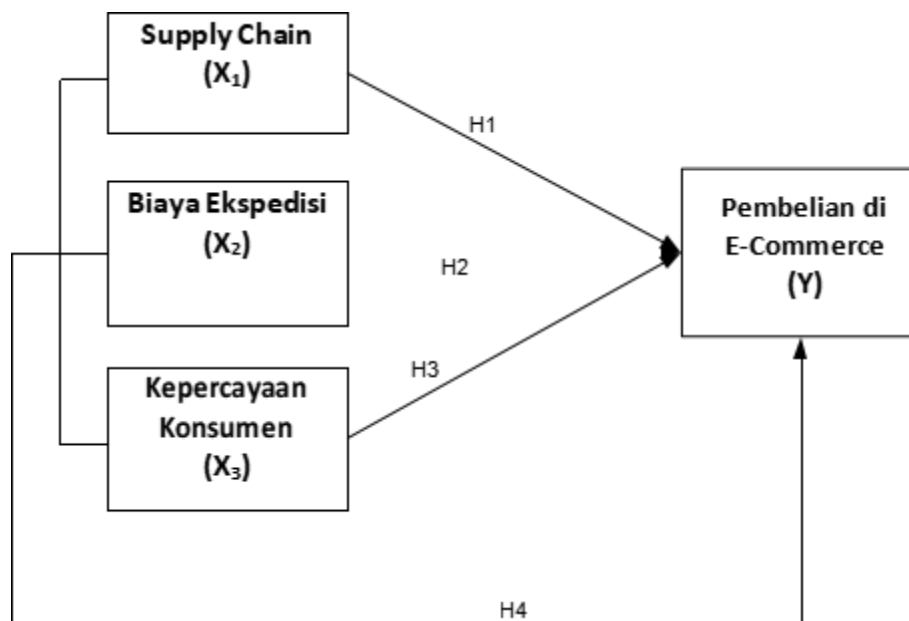 Supply Chain
(X₁)
H1
Biaya Ekspedisi
(X₂)
H2
Pembelian di
E-Commerce
(Y)
Kepercayaan
Konsumen
(X₃)
H3
H4